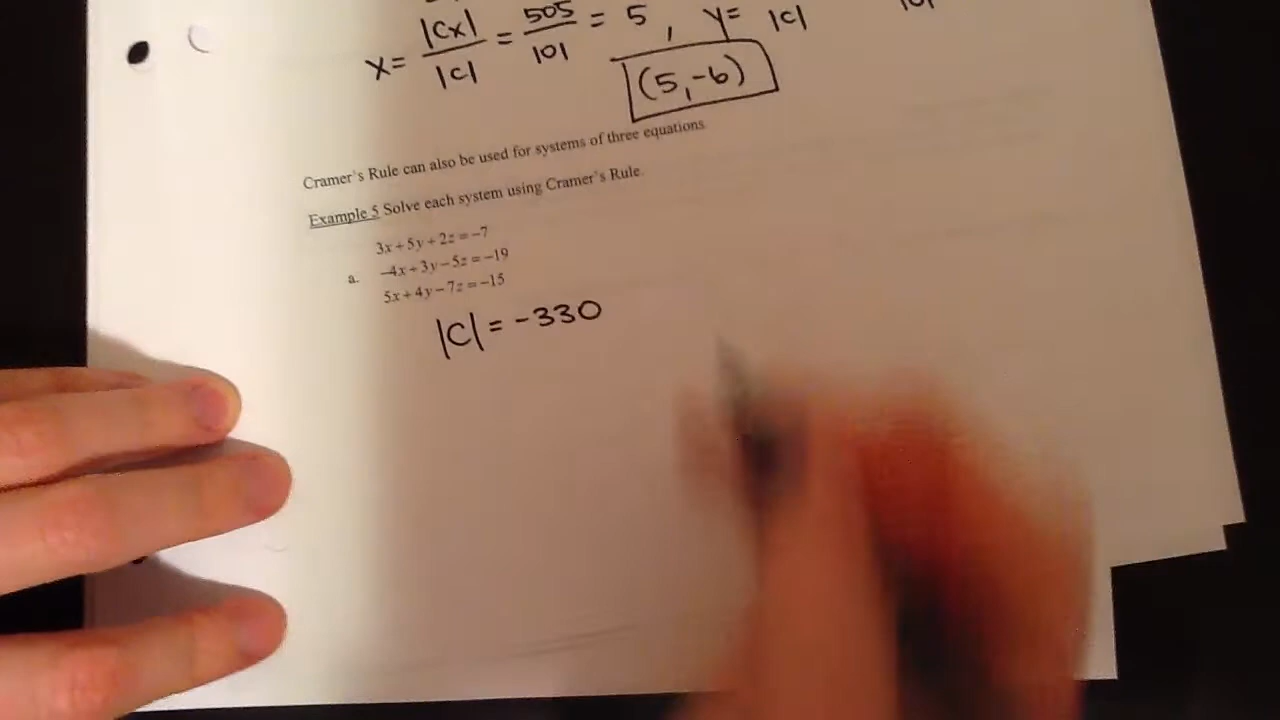 x = |Cx| / |C| = 505 / 101 = 5 , y = |C|
(5,-6)
Cramer's Rule can also be used for systems of three equations.
Example 5 Solve each system using Cramer's Rule.
3x+5y+2z=-7
a. -4x+3y-5z=-19
5x+4y-7z=-15
|C| = -330